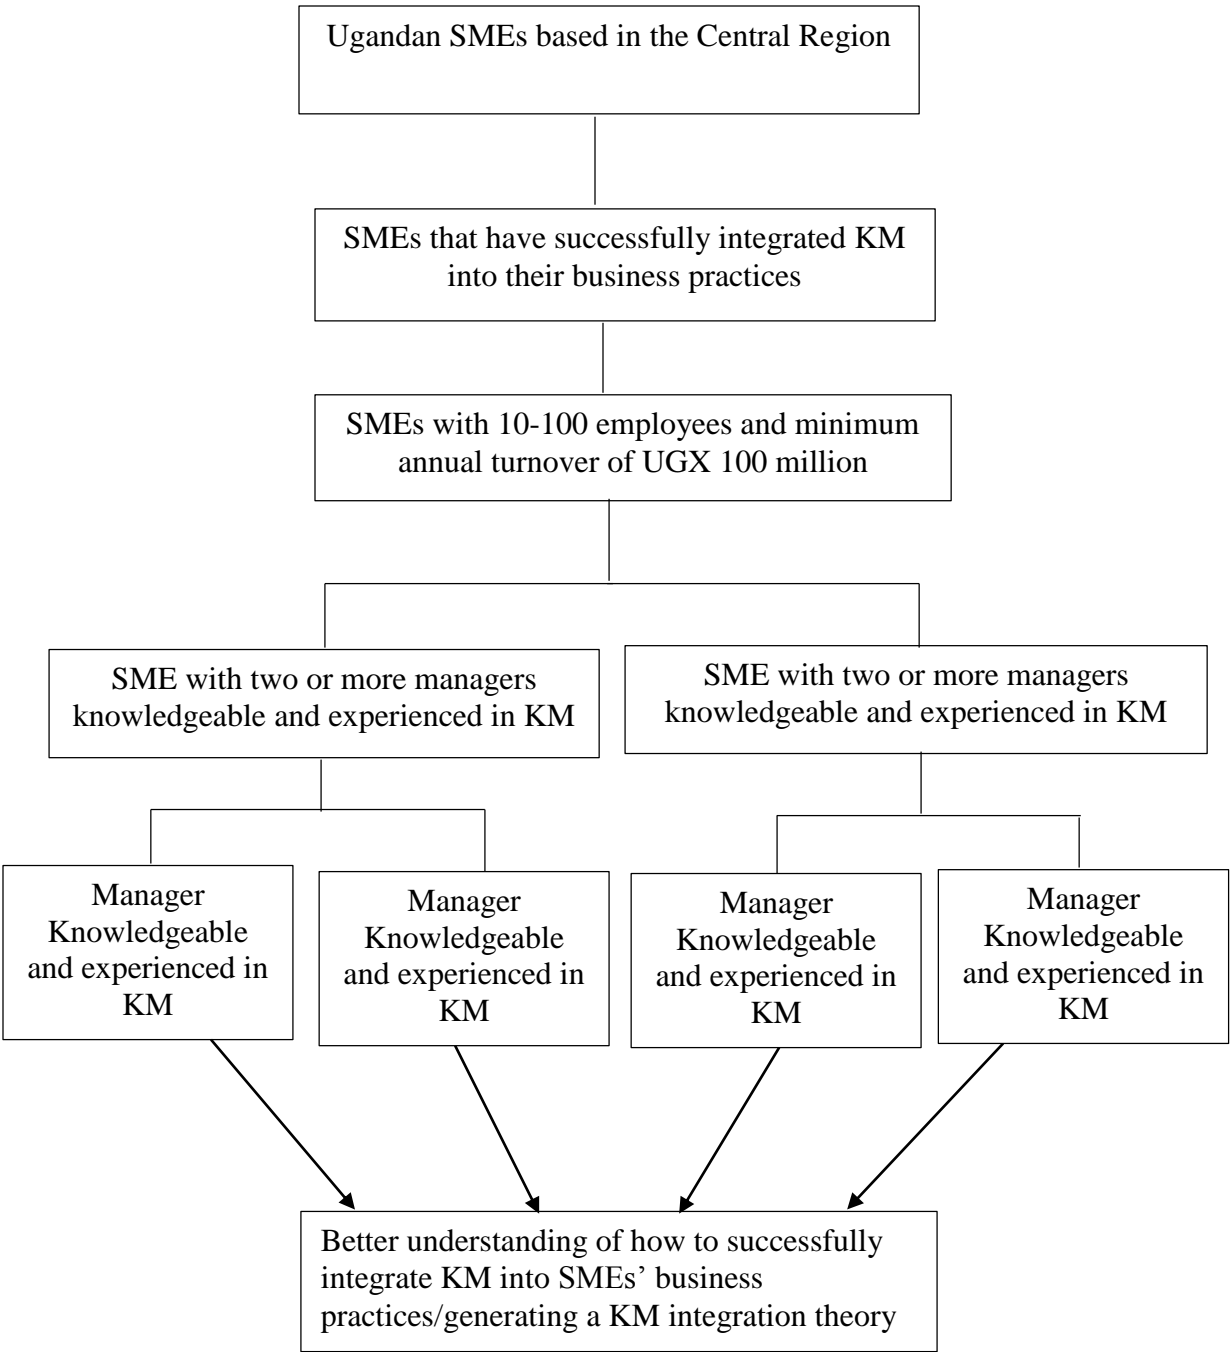 Ugandan SMEs based in the Central Region
SMEs that have successfully integrated KM
into their business practices
SMEs with 10-100 employees and minimum
annual turnover of UGX 100 million
SME with two or more managers
knowledgeable and experienced in KM
SME with two or more managers
knowledgeable and experienced in KM
Manager
Knowledgeable
and experienced in
KM
Manager
Knowledgeable
and experienced in
KM
Manager
Knowledgeable
and experienced in
KM
Manager
Knowledgeable
and experienced in
KM
Better understanding of how to successfully
integrate KM into SMEs’ business
practices/generating a KM integration theory